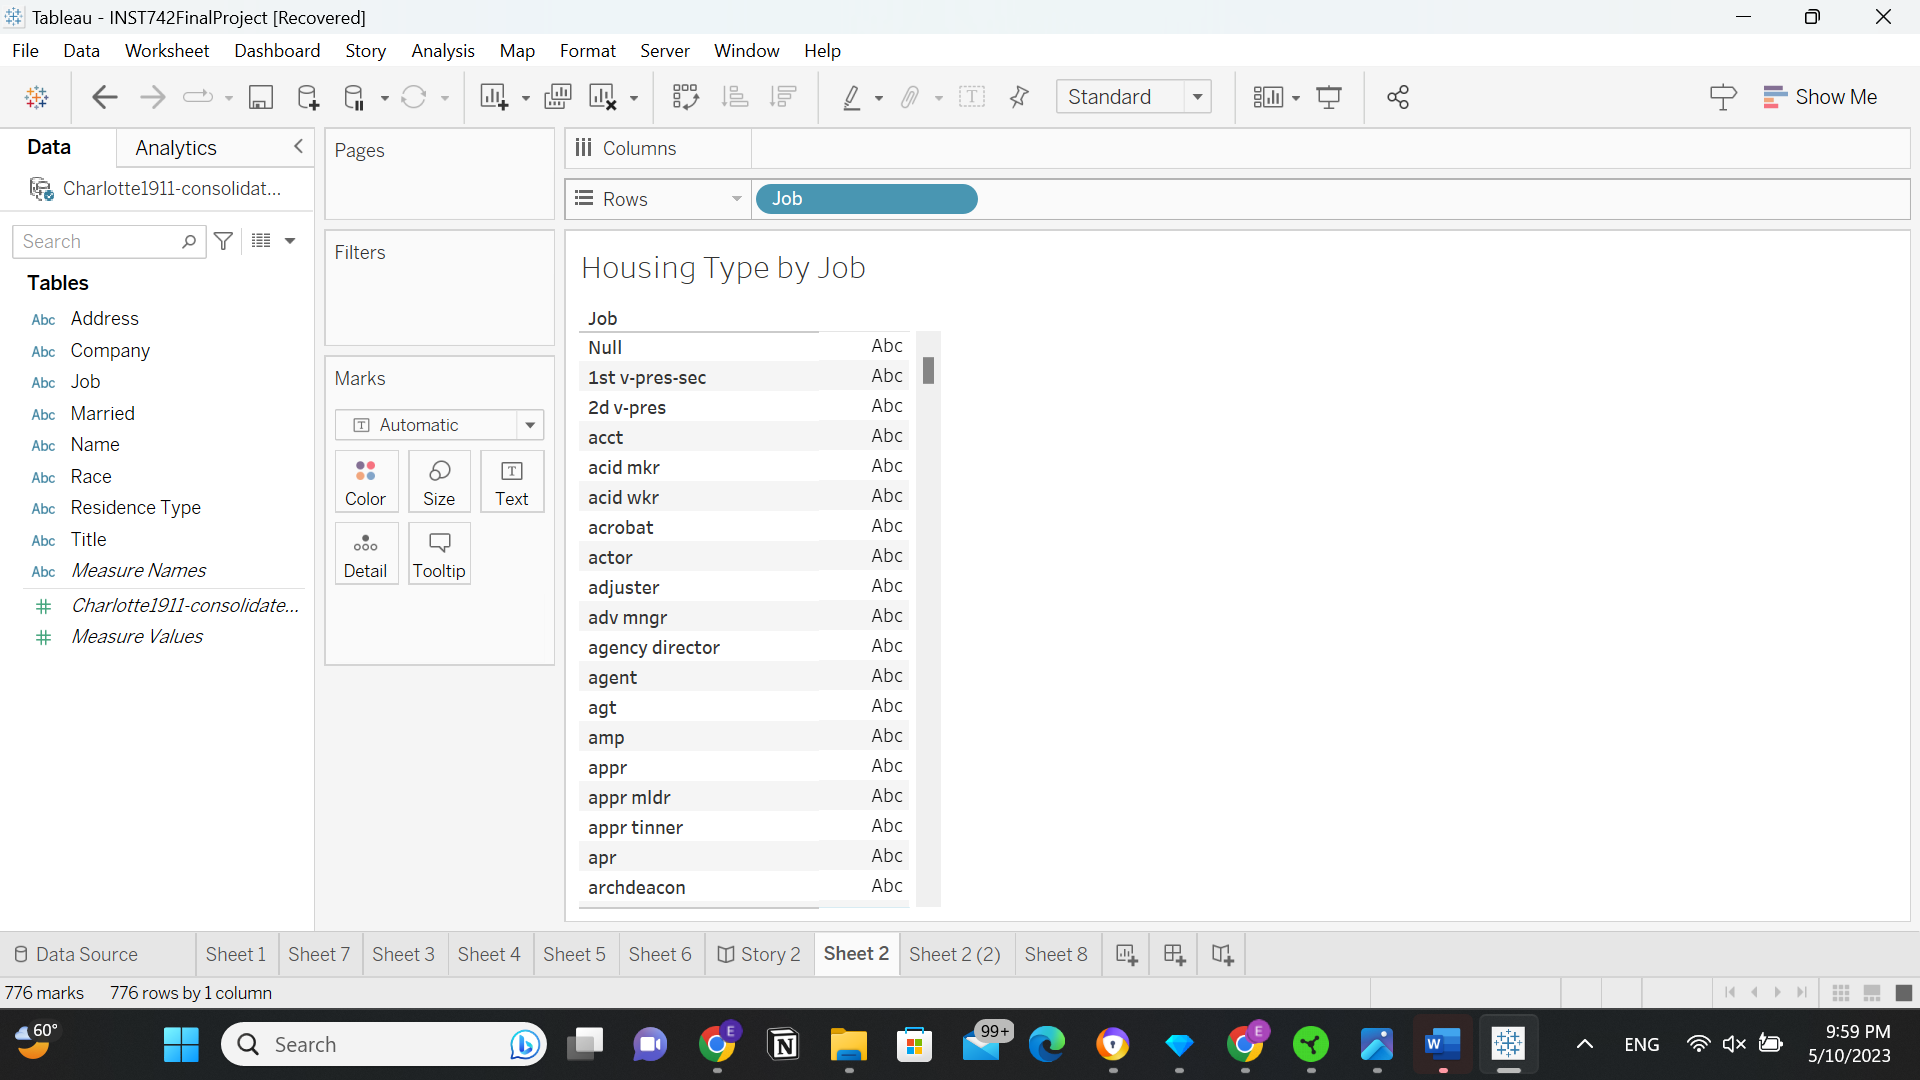 Tableau - INST742FinalProject [Recovered]
File Data Worksheet Dashboard Story Analysis Map Format Server Window Help
Standard
Show Me
Data
Analytics
Charlotte1911-consolidat...
Search
Tables
Abc Address
Abc Company
Abc Job
Abc Married
Abc Name
Abc Race
Abc Residence Type
Abc Title
Abc Measure Names
Charlotte1911-consolidate...
Measure Values
Pages
Filters
Marks
Automatic
Color Size Text
Detail Tooltip
Columns
Rows Job
Housing Type by Job
Job
Null Abc
1st v-pres-sec Abc
2d v-pres Abc
acct Abc
acid mkr Abc
acid wkr Abc
acrobat Abc
actor Abc
adjuster Abc
adv mngr Abc
agency director Abc
agent Abc
agt Abc
amp Abc
appr Abc
appr mldr Abc
appr tinner Abc
apr Abc
archdeacon Abc
Data Source Sheet 1 Sheet 7 Sheet 3 Sheet 4 Sheet 5 Sheet 6 Story 2 Sheet 2 Sheet 2 (2) Sheet 8
776 marks 776 rows by 1 column
60°
Search
E
99+
E
W
ENG
9:59 PM
5/10/2023